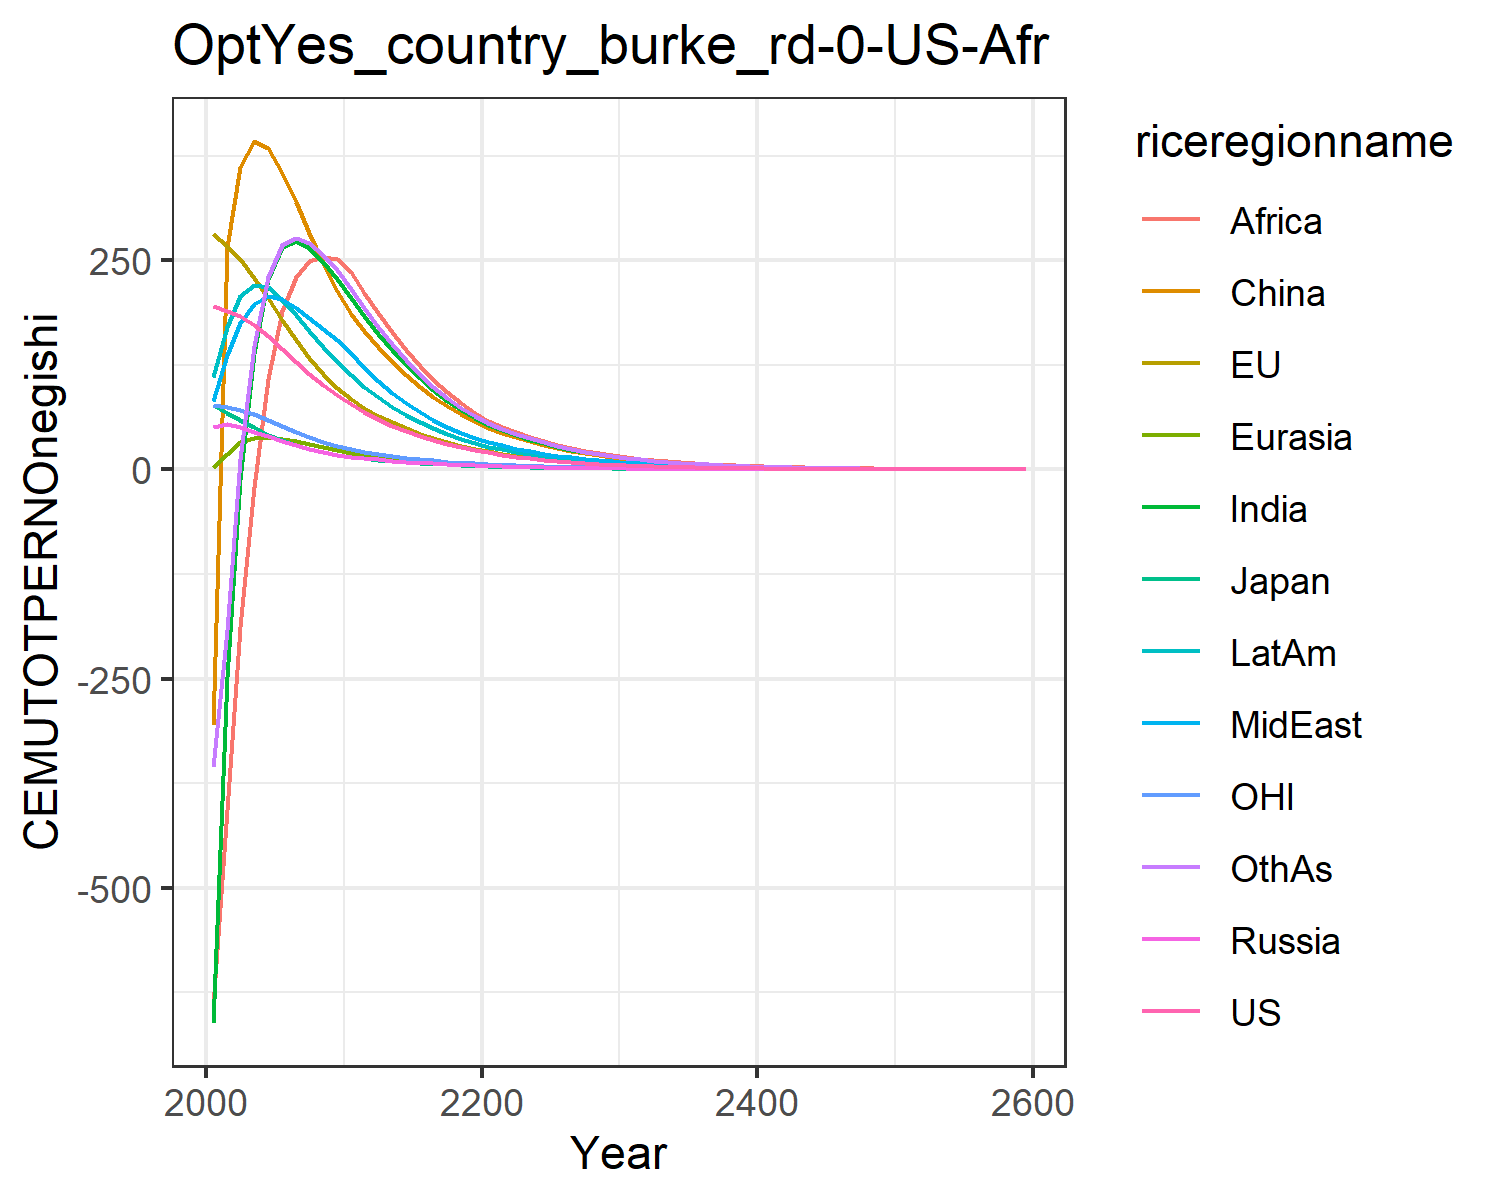 OptYes_country_burke_rd-0-US-Afr
CEMUTOTPERNOnegishi
250
0
-250
-500
2000
2200
2400
2600
Year
riceregionname
Africa
China
EU
Eurasia
India
Japan
LatAm
MidEast
OHI
OthAs
Russia
US